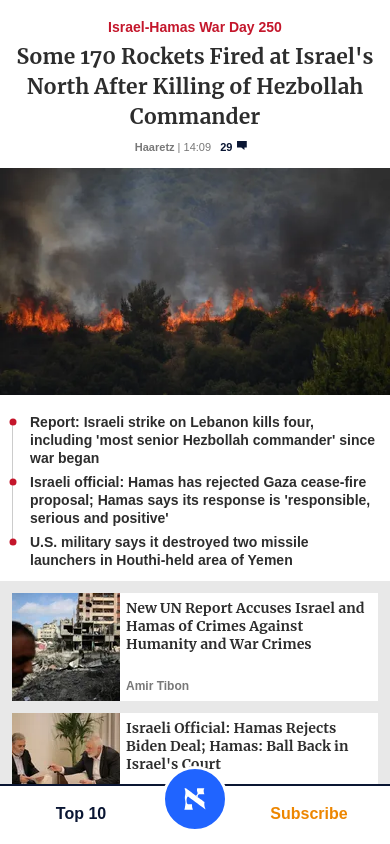 Israel-Hamas War Day 250
Some 170 Rockets Fired at Israel's
North After Killing of Hezbollah
Commander
Haaretz | 14:09 29
Report: Israeli strike on Lebanon kills four,
including 'most senior Hezbollah commander' since
war began
Israeli official: Hamas has rejected Gaza cease-fire
proposal; Hamas says its response is 'responsible,
serious and positive'
U.S. military says it destroyed two missile
launchers in Houthi-held area of Yemen
New UN Report Accuses Israel and
Hamas of Crimes Against
Humanity and War Crimes
Amir Tibon
Israeli Official: Hamas Rejects
Biden Deal; Hamas: Ball Back in
Israel's Court
Top 10
א
Subscribe